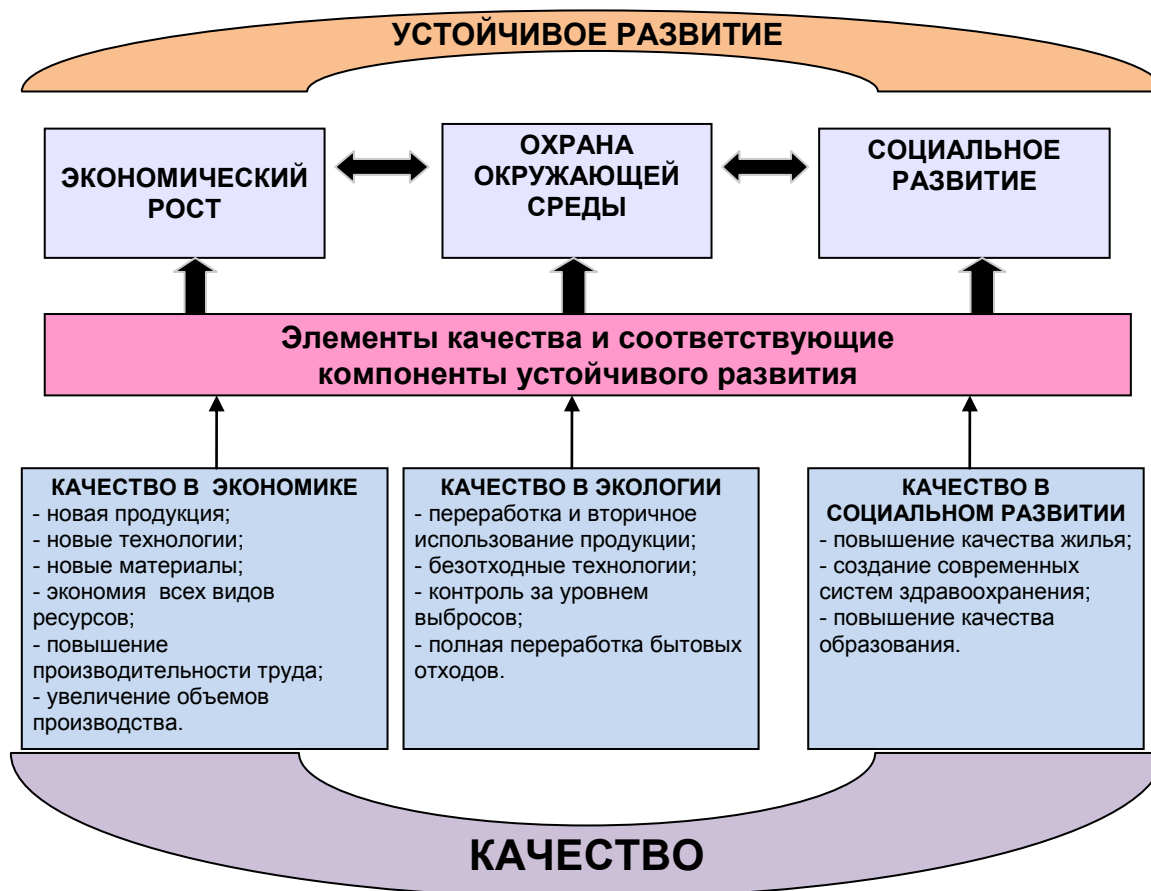 УСТОЙЧИВОЕ РАЗВИТИЕ
ЭКОНОМИЧЕСКИЙ
РОСТ
ОХРАНА
ОКРУЖАЮЩЕЙ
СРЕДЫ
СОЦИАЛЬНОЕ
РАЗВИТИЕ
Элементы качества и соответствующие
компоненты устойчивого развития
КАЧЕСТВО В ЭКОНОМИКЕ
- новая продукция;
- новые технологии;
- новые материалы;
- экономия всех видов
ресурсов;
- повышение
производительности труда;
- увеличение объемов
производства.
КАЧЕСТВО В ЭКОЛОГИИ
- переработка и вторичное
использование продукции;
- безотходные технологии;
- контроль за уровнем
выбросов;
- полная переработка бытовых
отходов.
КАЧЕСТВО В
СОЦИАЛЬНОМ РАЗВИТИИ
- повышение качества жилья;
- создание современных
систем здравоохранения;
- повышение качества
образования.
КАЧЕСТВО